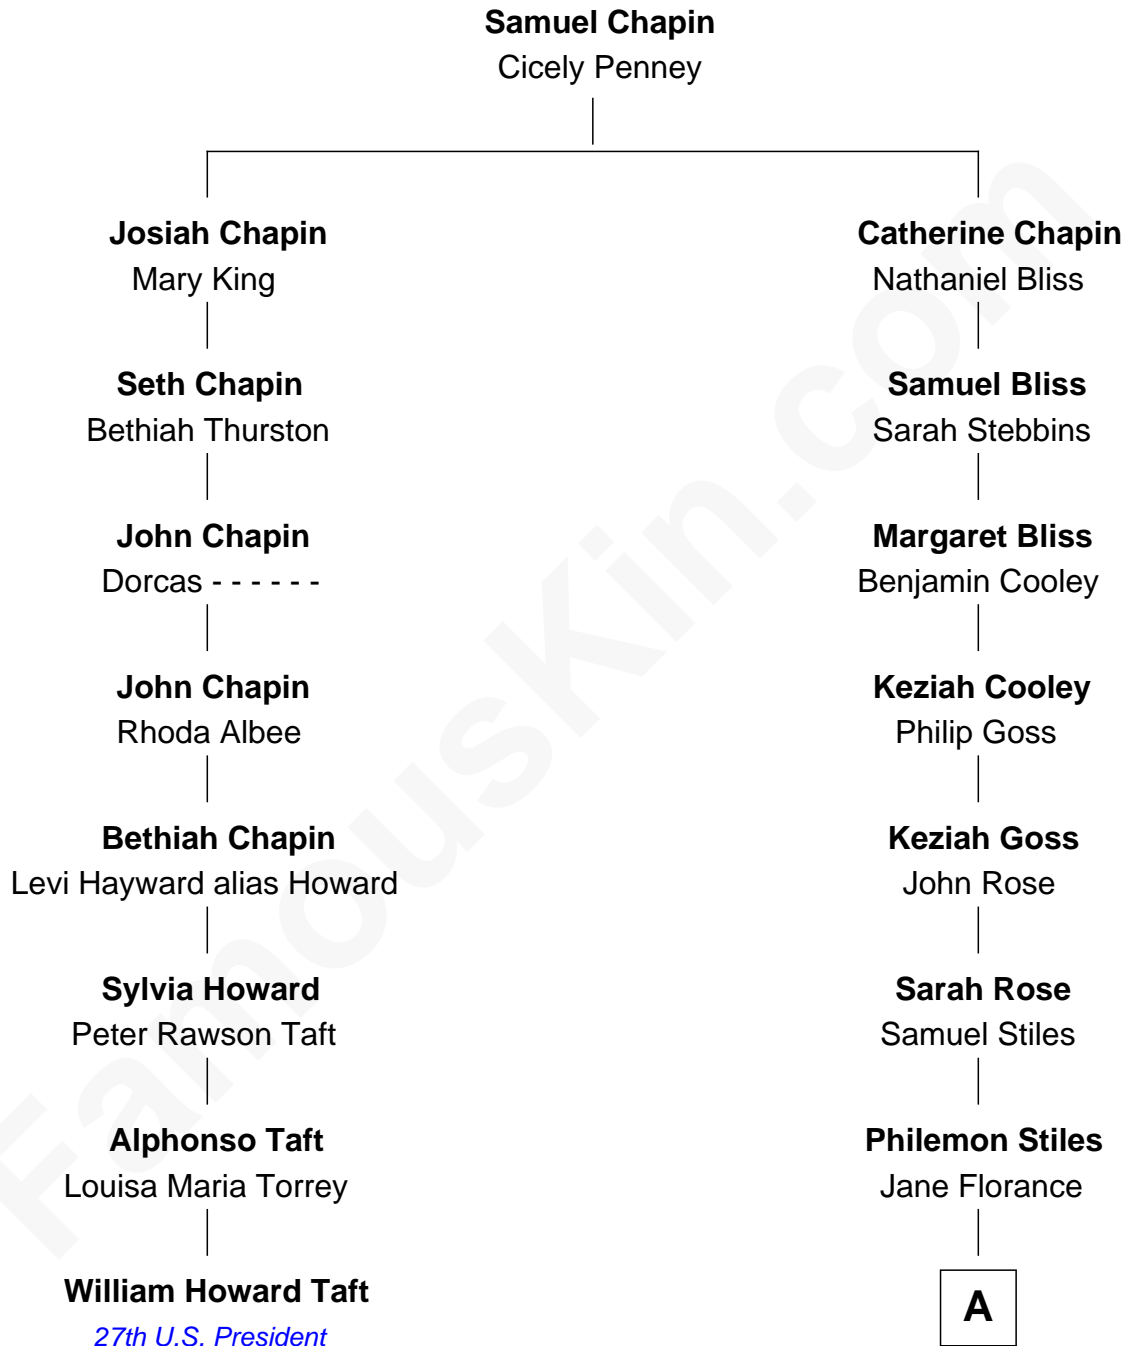 Samuel Chapin
Cicely Penney
Josiah Chapin
Mary King
Catherine Chapin
Nathaniel Bliss
Seth Chapin
Bethiah Thurston
Samuel Bliss
Sarah Stebbins
John Chapin
Dorcas - - - - - -
Margaret Bliss
Benjamin Cooley
John Chapin
Rhoda Albee
Keziah Cooley
Philip Goss
Bethiah Chapin
Levi Hayward alias Howard
Keziah Goss
John Rose
Sylvia Howard
Peter Rawson Taft
Sarah Rose
Samuel Stiles
Alphonso Taft
Louisa Maria Torrey
Philemon Stiles
Jane Florance
William Howard Taft
27th U.S. President
A
FamousKin.com